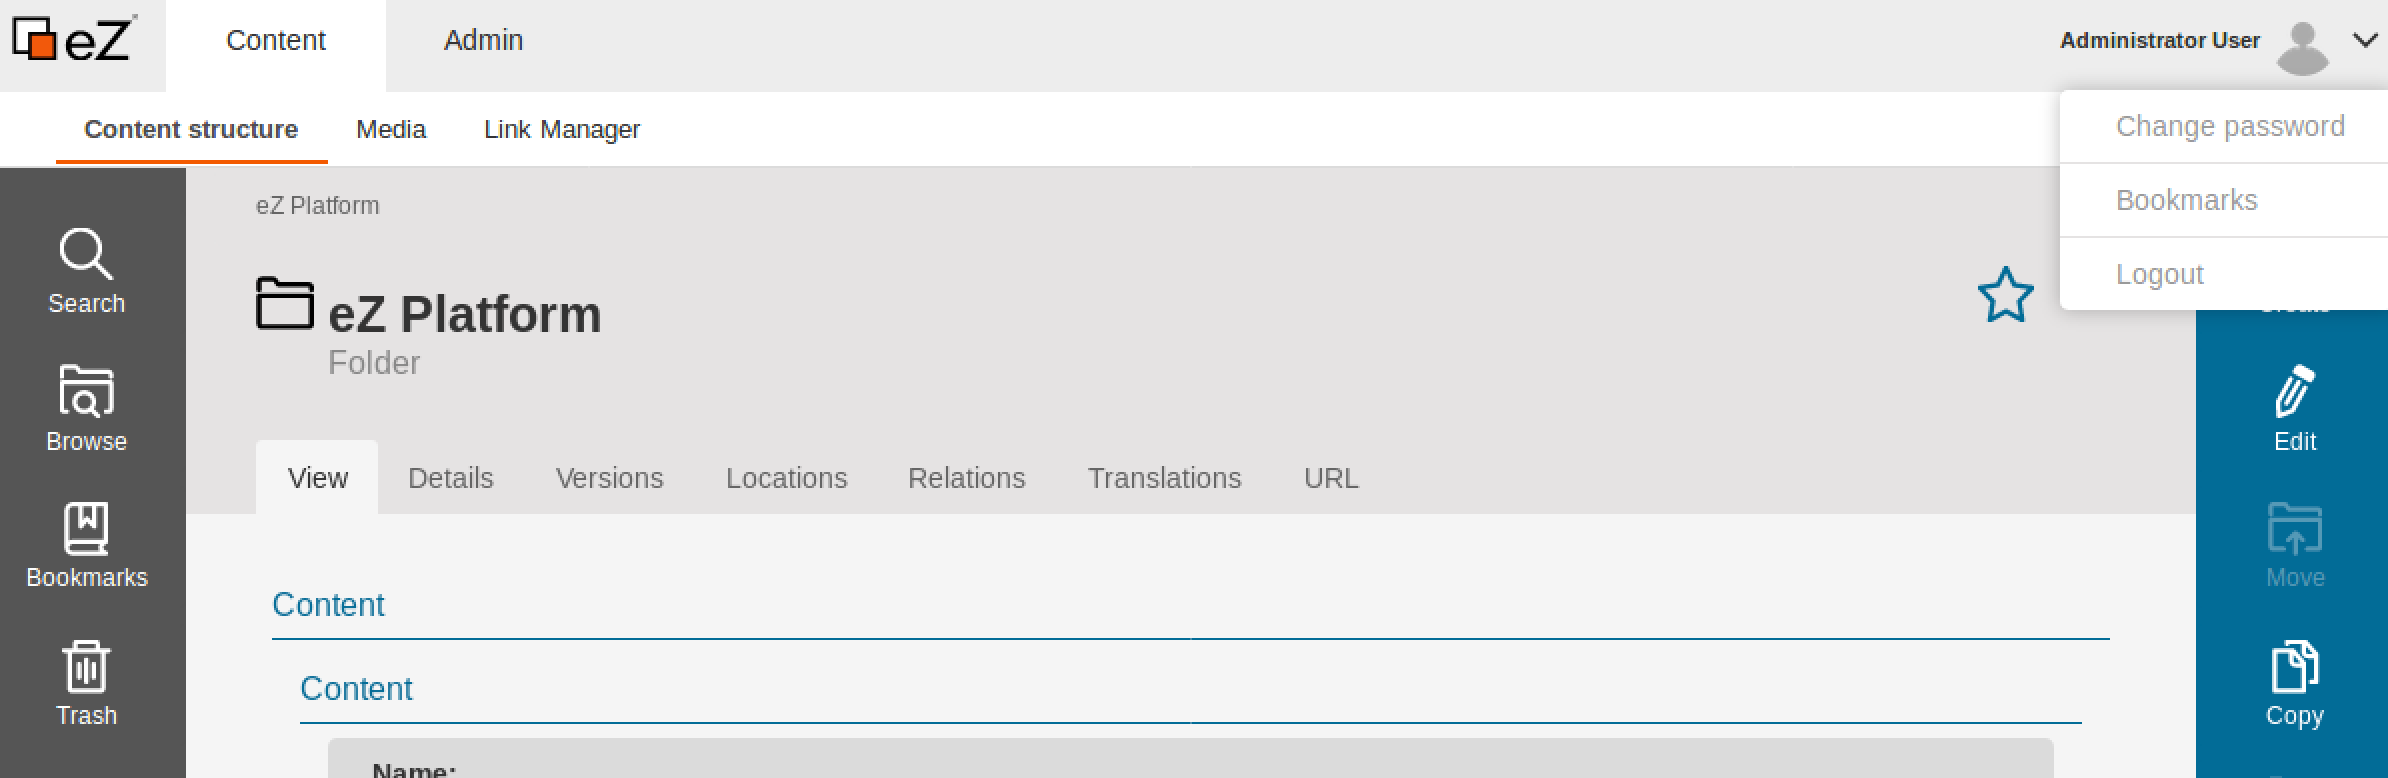 eZ
Content
Admin
Administrator User
Content structure
Media
Link Manager
Change password
Bookmarks
Logout
Search
Browse
Bookmarks
Trash
eZ Platform
eZ Platform
Folder
View
Details
Versions
Locations
Relations
Translations
URL
Content
Content
Name:
Edit
Move
Copy